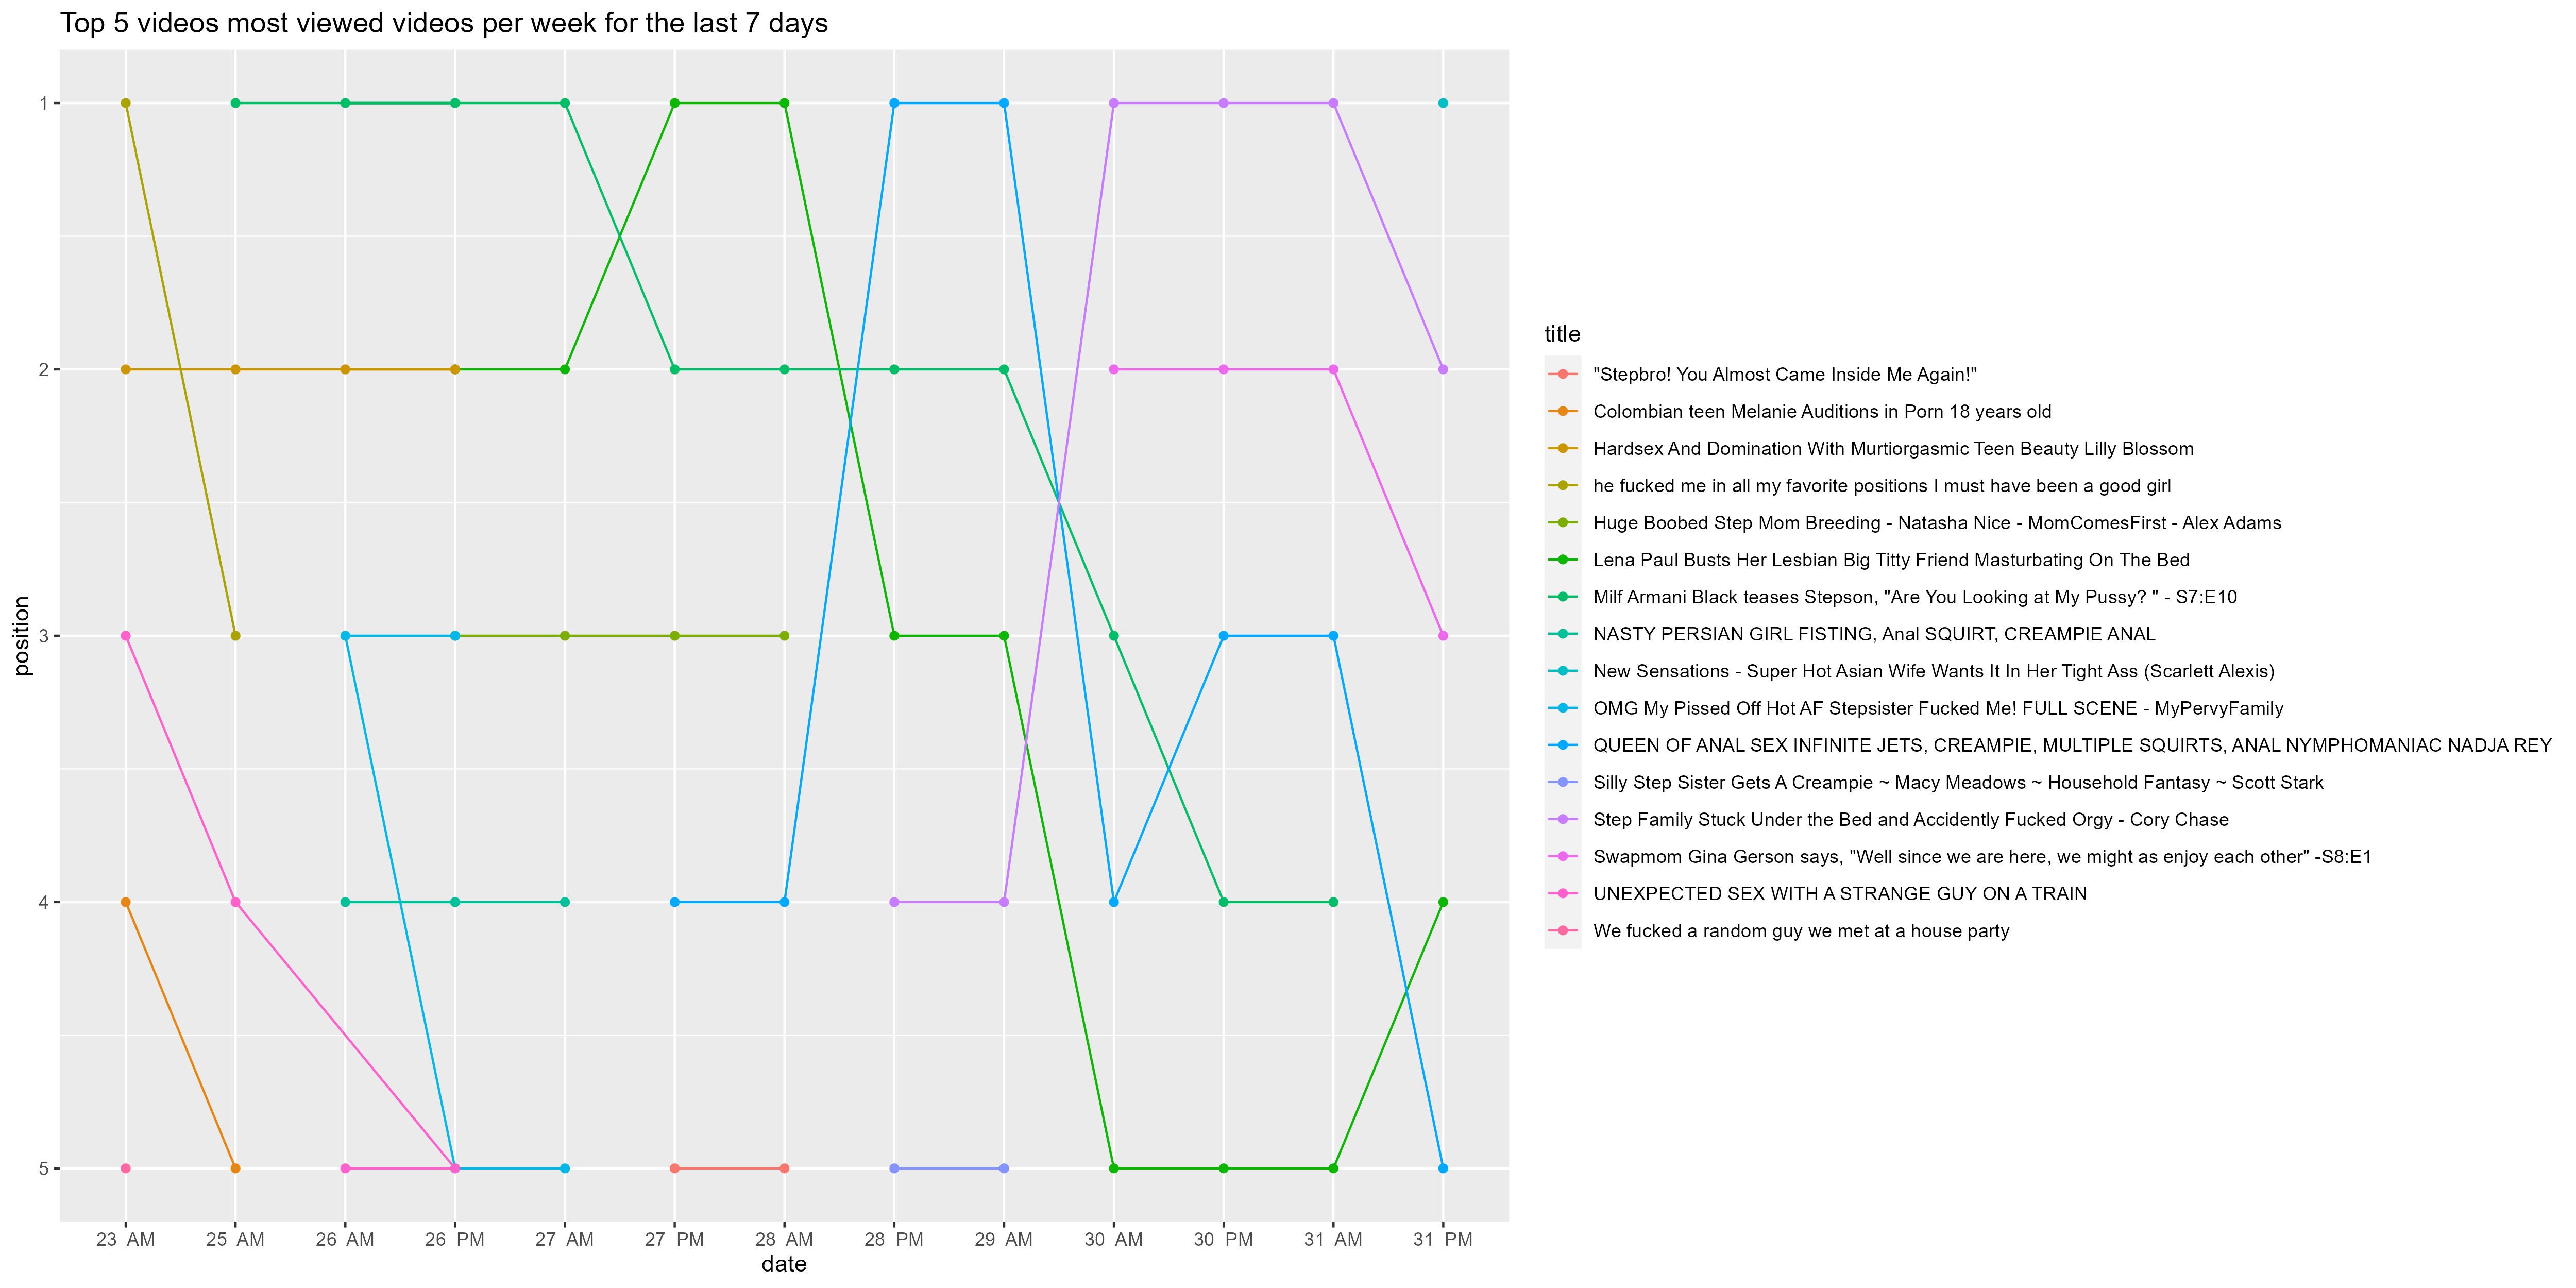 Top 5 videos most viewed videos per week for the last 7 days
position
1
2
3
4
5
23 AM
25 AM
26 AM
26 PM
27 AM
27 PM
28 AM
28 PM
29 AM
30 AM
30 PM
31 AM
31 PM
date
title
"Stepbro! You Almost Came Inside Me Again!"
Colombian teen Melanie Auditions in Porn 18 years old
Hardsex And Domination With Murtiorgasmic Teen Beauty Lilly Blossom
he fucked me in all my favorite positions I must have been a good girl
Huge Boobed Step Mom Breeding - Natasha Nice - MomComesFirst - Alex Adams
Lena Paul Busts Her Lesbian Big Titty Friend Masturbating On The Bed
Milf Armani Black teases Stepson, "Are You Looking at My Pussy? " - S7:E10
NASTY PERSIAN GIRL FISTING, Anal SQUIRT, CREAMPIE ANAL
New Sensations - Super Hot Asian Wife Wants It In Her Tight Ass (Scarlett Alexis)
OMG My Pissed Off Hot AF Stepsister Fucked Me! FULL SCENE - MyPervyFamily
QUEEN OF ANAL SEX INFINITE JETS, CREAMPIE, MULTIPLE SQUIRTS, ANAL NYMPHOMANIAC NADJA REY
Silly Step Sister Gets A Creampie ~ Macy Meadows ~ Household Fantasy ~ Scott Stark
Step Family Stuck Under the Bed and Accidently Fucked Orgy - Cory Chase
Swapmom Gina Gerson says, "Well since we are here, we might as enjoy each other" -S8:E1
UNEXPECTED SEX WITH A STRANGE GUY ON A TRAIN
We fucked a random guy we met at a house party